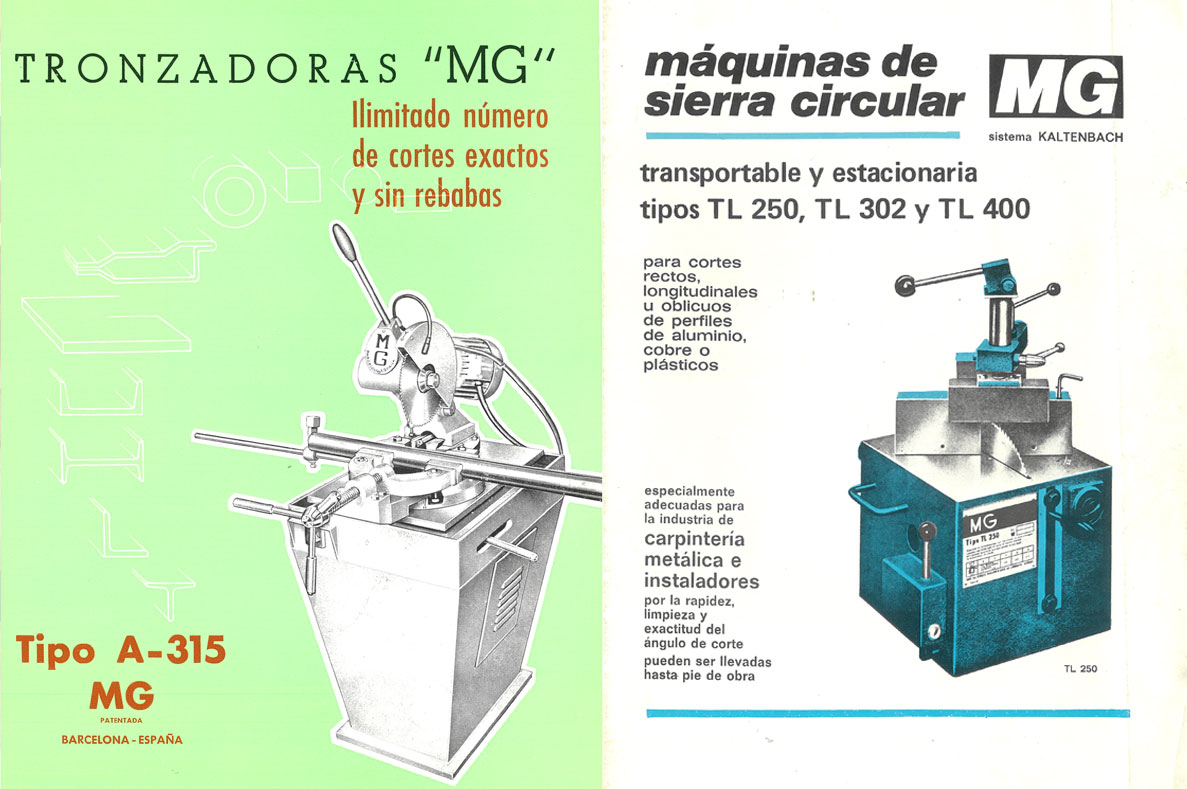 TRONZADORAS "MG"
Ilimitado número
de cortes exactos
y sin rebabas
M
G
Tipo A-315
MG
PATENTADA
BARCELONA - ESPAÑA
máquinas de
sierra circular
MG
sistema KALTENBACH
transportable y estacionaria
tipos TL 250, TL 302 y TL 400
para cortes
rectos,
longitudinales
u oblicuos
de perfiles
de aluminio,
cobre o
plásticos
especialmente
adecuadas para
la industria de
carpintería
metálica e
instaladores
por la rapidez,
limpieza y
exactitud del
ángulo de corte
pueden ser llevadas
hasta pie de obra
MG
Tipo TL 250
TL 250